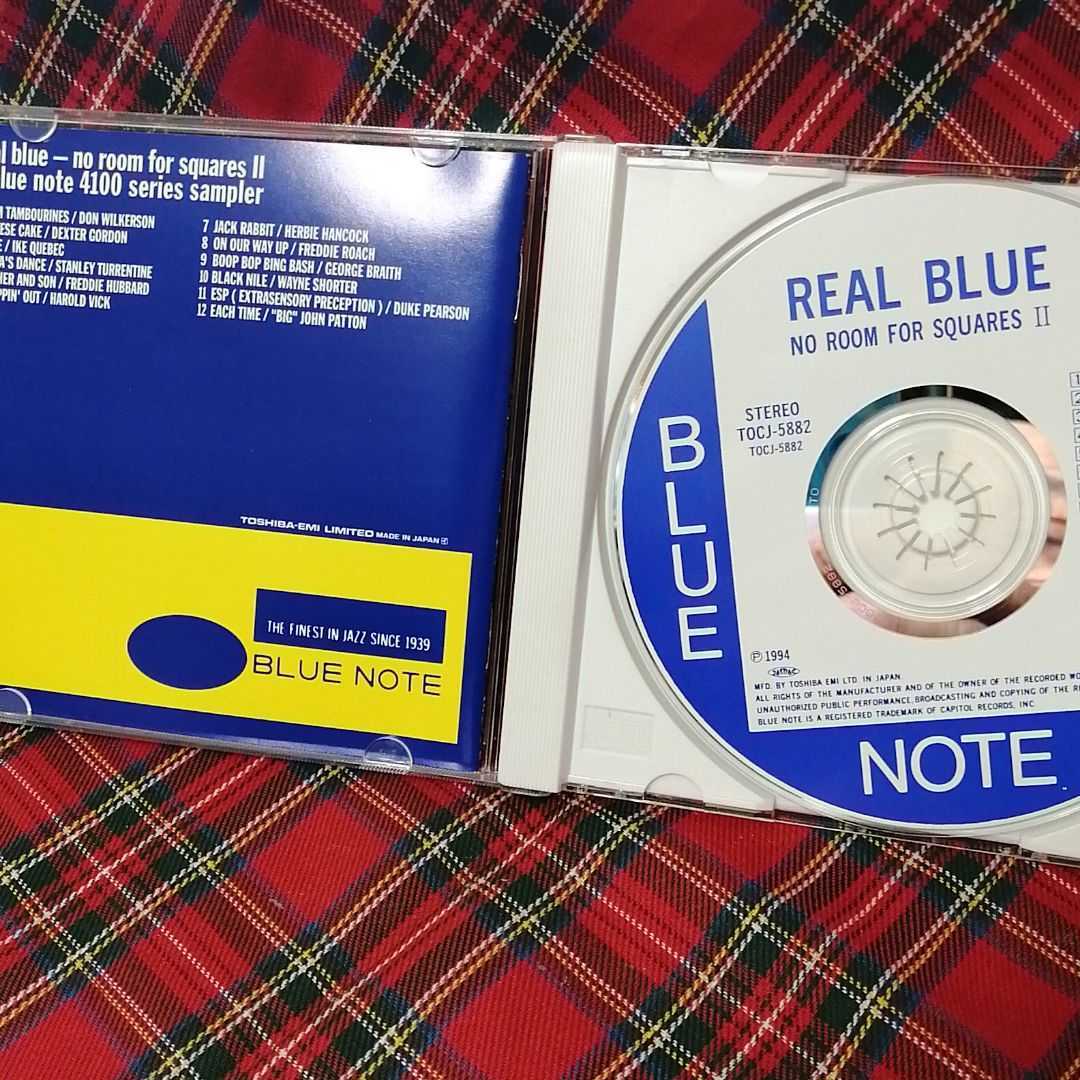 l blue – no room for squares II
lue note 4100 series sampler
TAMBOURINES / DON WILKERSON
ESE CAKE / DEXTER GORDON
/ IKE QUEBEC
A'S DANCE / STANLEY TURRENTINE
HER AND SON / FREDDIE HUBBARD
PPIN' OUT / HAROLD VICK
7 JACK RABBIT / HERBIE HANCOCK
8 ON OUR WAY UP / FREDDIE ROACH
9 BOOP BOP BING BASH / GEORGE BRAITH
10 BLACK NILE / WAYNE SHORTER
11 ESP ( EXTRASENSORY PRECEPTION ) / DUKE PEARSON
12 EACH TIME / "BIG" JOHN PATTON
TOSHIBA-EMI LIMITED MADE IN JAPAN
THE FINEST IN JAZZ SINCE 1939
BLUE NOTE
REAL BLUE
NO ROOM FOR SQUARES II
STEREO
TOCJ-5882
TOCJ-5882
BLUE
℗ 1994
MFD. BY TOSHIBA EMI LTD. IN JAPAN
ALL RIGHTS OF THE MANUFACTURER AND OF THE OWNER OF THE RECORDED WO
UNAUTHORIZED PUBLIC PERFORMANCE, BROADCASTING AND COPYING OF THE RE
BLUE NOTE IS A REGISTERED TRADEMARK OF CAPITOL RECORDS, INC.
NOTE